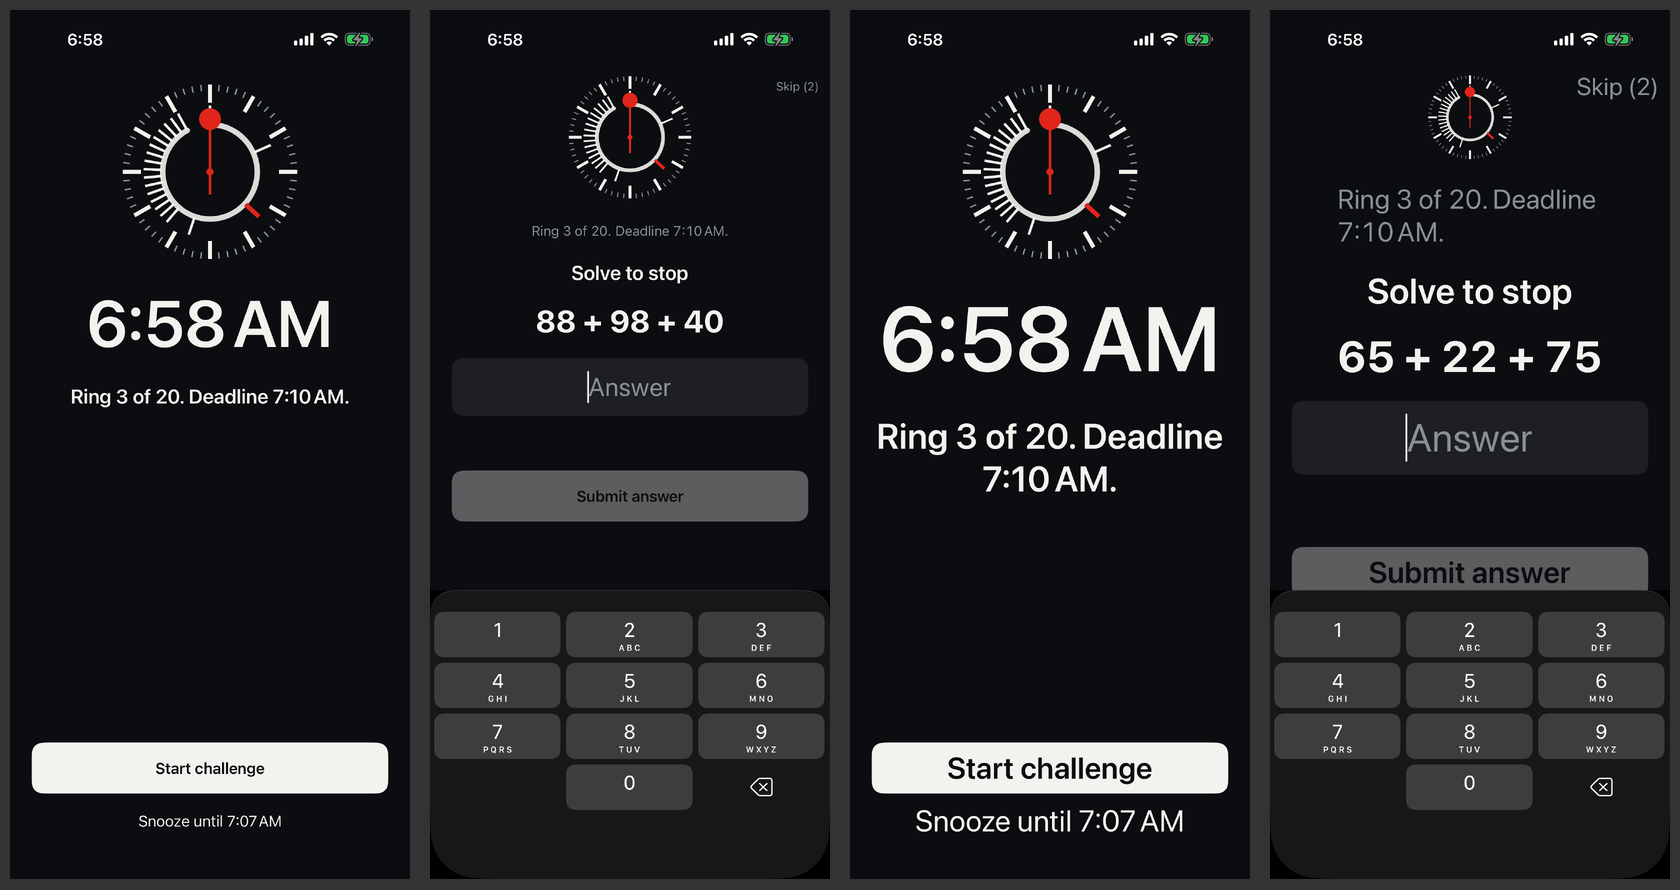 6:58
6:58 AM
Ring 3 of 20. Deadline 7:10 AM.
Start challenge
Snooze until 7:07 AM
6:58
Skip (2)
Ring 3 of 20. Deadline 7:10 AM.
Solve to stop
88 + 98 + 40
Answer
Submit answer
1
2
ABC
3
DEF
4
GHI
5
JKL
6
MNO
7
PQRS
8
TUV
9
WXYZ
0
6:58
6:58 AM
Ring 3 of 20. Deadline
7:10 AM.
Start challenge
Snooze until 7:07 AM
6:58
Skip (2)
Ring 3 of 20. Deadline
7:10 AM.
Solve to stop
65 + 22 + 75
Answer
Submit answer
1
2
ABC
3
DEF
4
GHI
5
JKL
6
MNO
7
PQRS
8
TUV
9
WXYZ
0